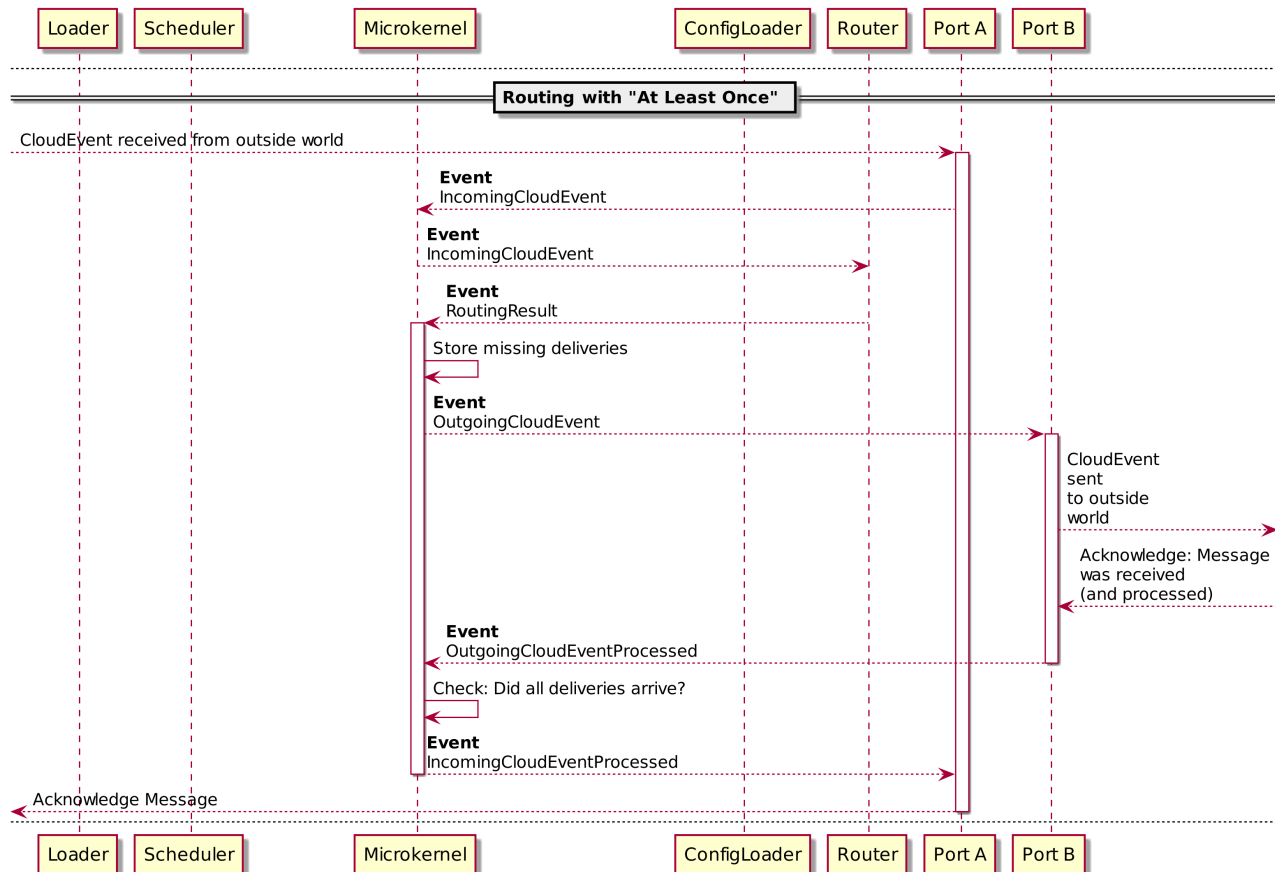 Loader Scheduler Microkernel ConfigLoader Router Port A Port B
Routing with "At Least Once"
CloudEvent received from outside world
Event
IncomingCloudEvent
Event
IncomingCloudEvent
Event
RoutingResult
Store missing deliveries
Event
OutgoingCloudEvent
CloudEvent
sent
to outside
world
Acknowledge: Message
was received
(and processed)
Event
OutgoingCloudEventProcessed
Check: Did all deliveries arrive?
Event
IncomingCloudEventProcessed
Acknowledge Message
Loader Scheduler Microkernel ConfigLoader Router Port A Port B